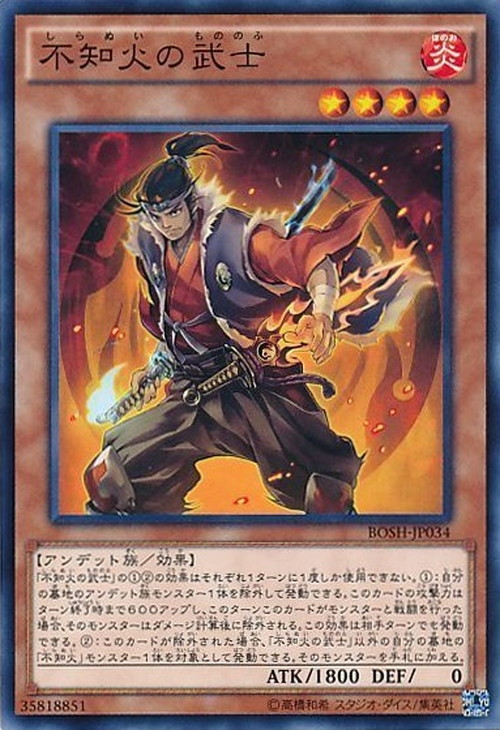 しらぬい もののふ
不知火の武士
ほのお
炎
BOSH-JP034
【アンデット族／効果】
「不知火の武士」の①②の効果はそれぞれ1ターンに1度しか使用できない。①：自分
の墓地のアンデット族モンスター1体を除外して発動できる。このカードの攻撃力は
ターン終了時まで６００アップし、このターンこのカードがモンスターと戦闘を行った
場合、そのモンスターはダメージ計算後に除外される。この効果は相手ターンでも発動
できる。②：このカードが除外された場合、「不知火の武士」以外の自分の墓地の
「不知火」モンスター1体を対象として発動できる。そのモンスターを手札に加える。
ATK/1800 DEF/ 0
35818851 ©高橋和希 スタジオ・ダイス/集英社